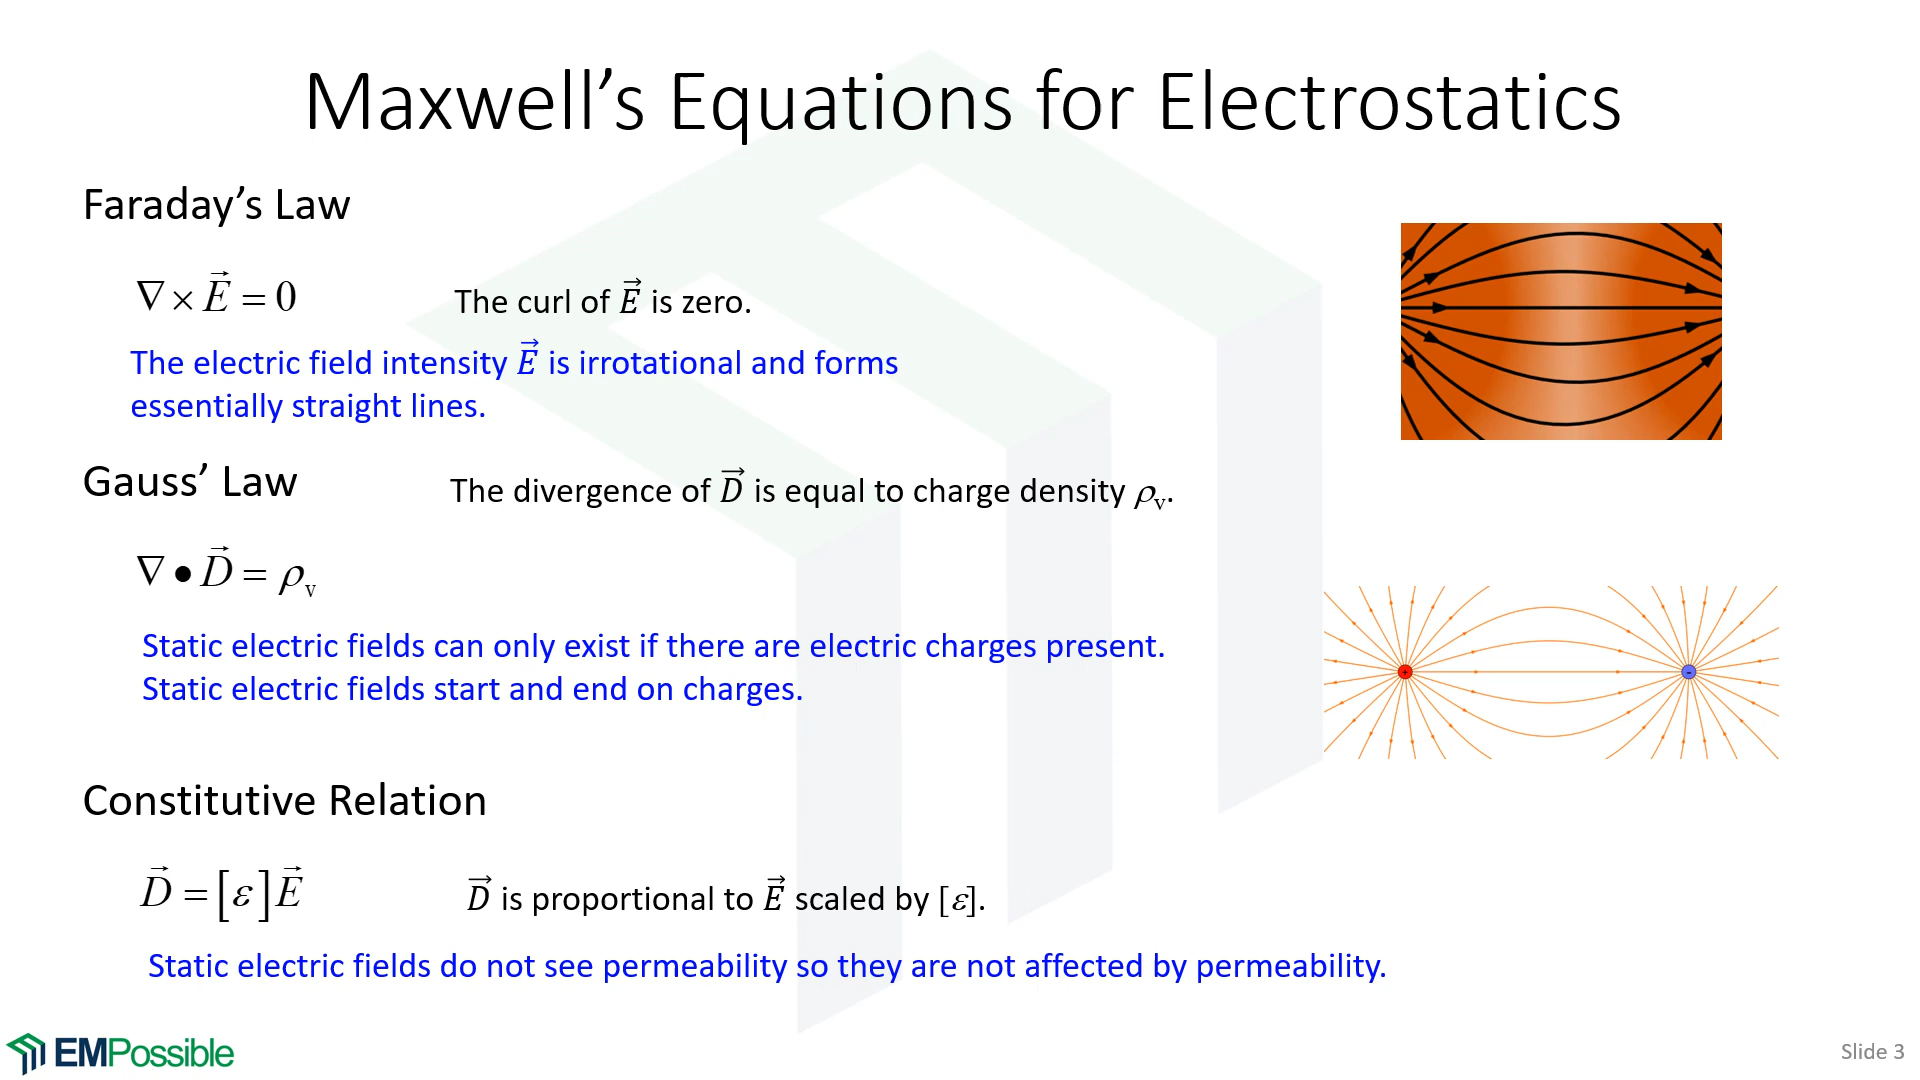 Maxwell’s Equations for Electrostatics
Faraday’s Law
∇ × E⃗ = 0
The curl of E⃗ is zero.
The electric field intensity E⃗ is irrotational and forms
essentially straight lines.
Gauss’ Law
The divergence of D⃗ is equal to charge density ρᵥ.
∇ • D⃗ = ρᵥ
Static electric fields can only exist if there are electric charges present.
Static electric fields start and end on charges.
+
-
Constitutive Relation
D⃗ = [ε]E⃗
D⃗ is proportional to E⃗ scaled by [ε].
Static electric fields do not see permeability so they are not affected by permeability.
EMPossible
Slide 3